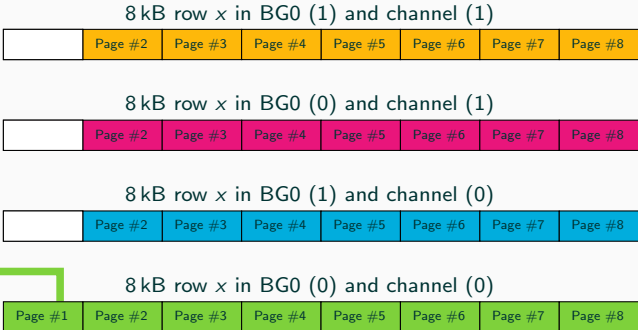 8 kB row x in BG0 (1) and channel (1)
Page #2 Page #3 Page #4 Page #5 Page #6 Page #7 Page #8
8 kB row x in BG0 (0) and channel (1)
Page #2 Page #3 Page #4 Page #5 Page #6 Page #7 Page #8
8 kB row x in BG0 (1) and channel (0)
Page #2 Page #3 Page #4 Page #5 Page #6 Page #7 Page #8
8 kB row x in BG0 (0) and channel (0)
Page #1 Page #2 Page #3 Page #4 Page #5 Page #6 Page #7 Page #8